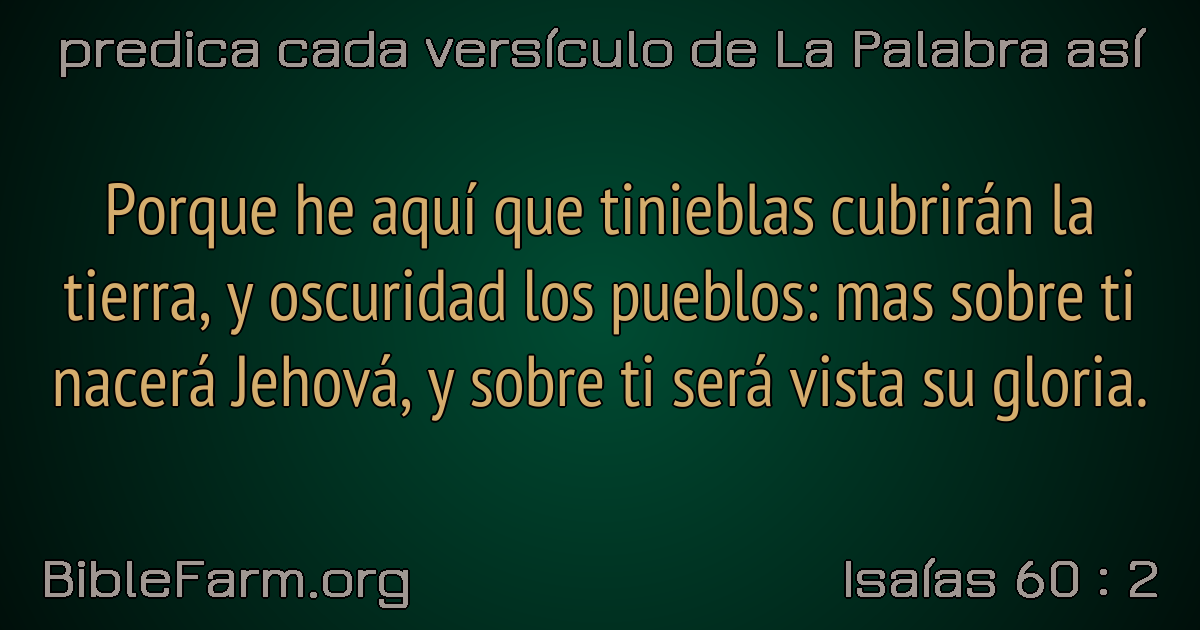 predica cada versículo de La Palabra así
Porque he aquí que tinieblas cubrirán la
tierra, y oscuridad los pueblos: mas sobre ti
nacerá Jehová, y sobre ti será vista su gloria.
BibleFarm.org
Isaías 60 : 2